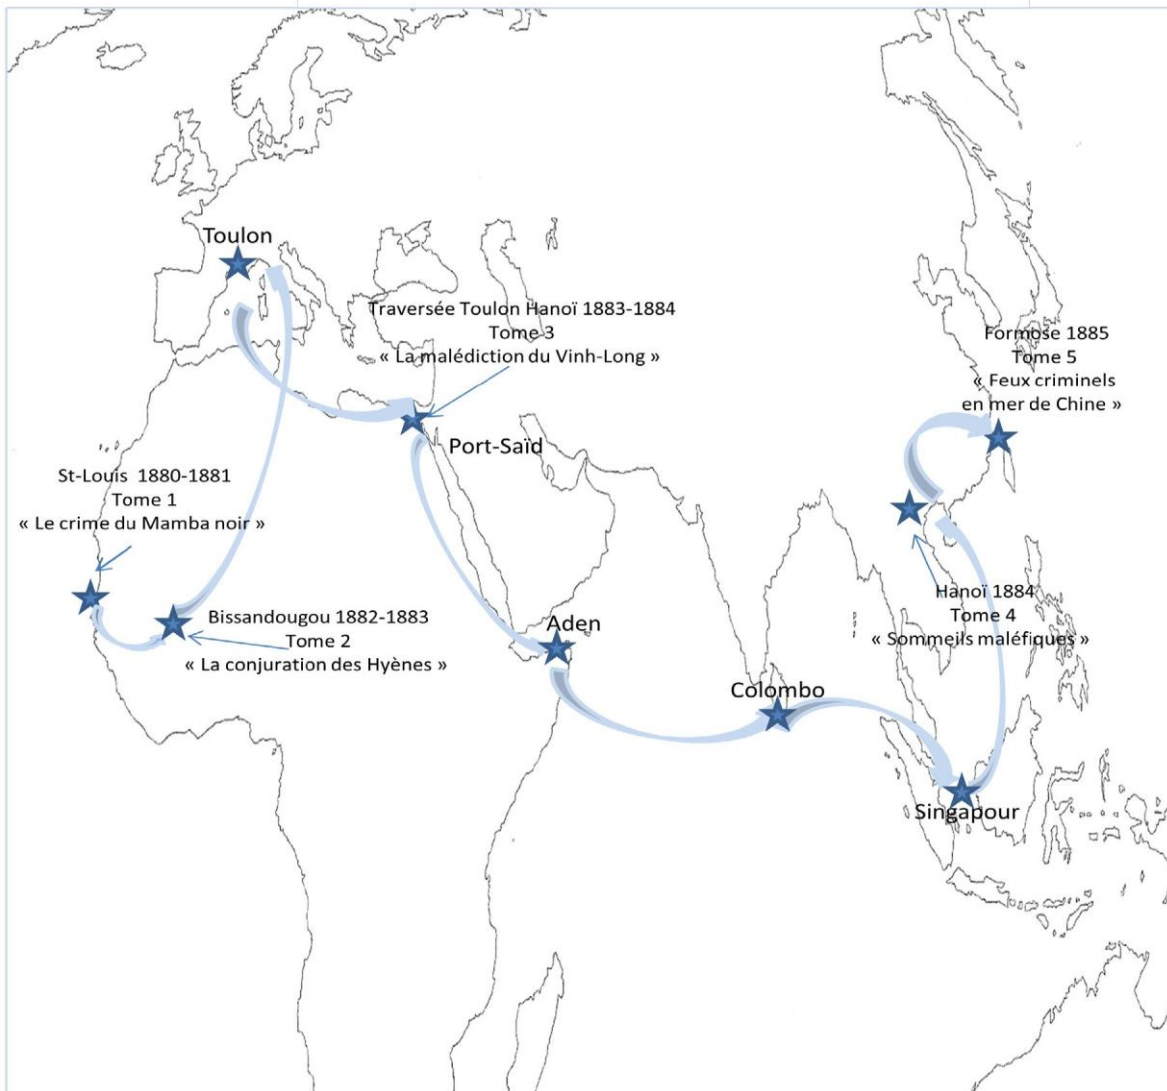 Toulon
Traversée Toulon Hanoï 1883-1884
Tome 3
« La malédiction du Vinh-Long »
Formose 1885
Tome 5
« Feux criminels
en mer de Chine »
Port-Saïd
St-Louis 1880-1881
Tome 1
« Le crime du Mamba noir »
Hanoï 1884
Tome 4
« Sommeils maléfiques »
Bissandougou 1882-1883
Tome 2
« La conjuration des Hyènes »
Aden
Colombo
Singapour